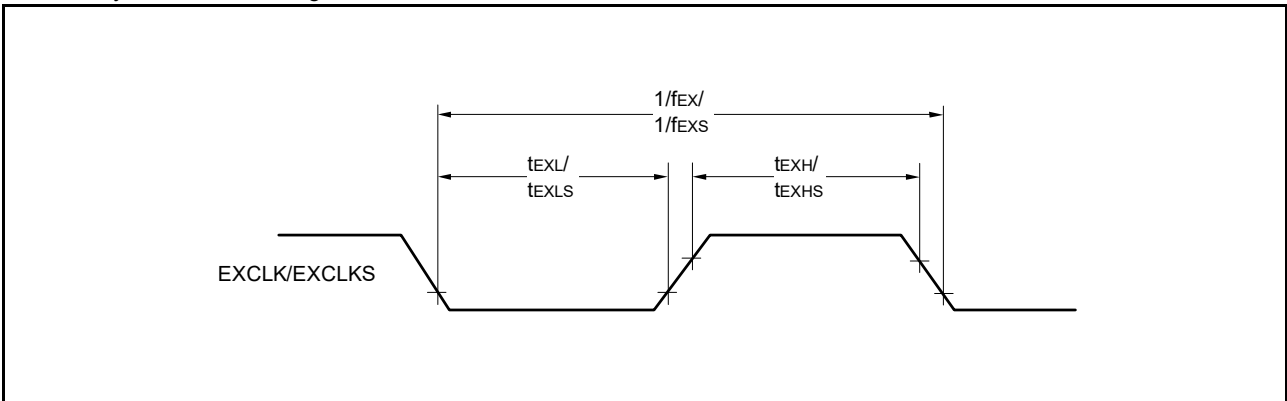 1/fEX/
1/fEXS
tEXL/
tEXLS
tEXH/
tEXHS
EXCLK/EXCLKS